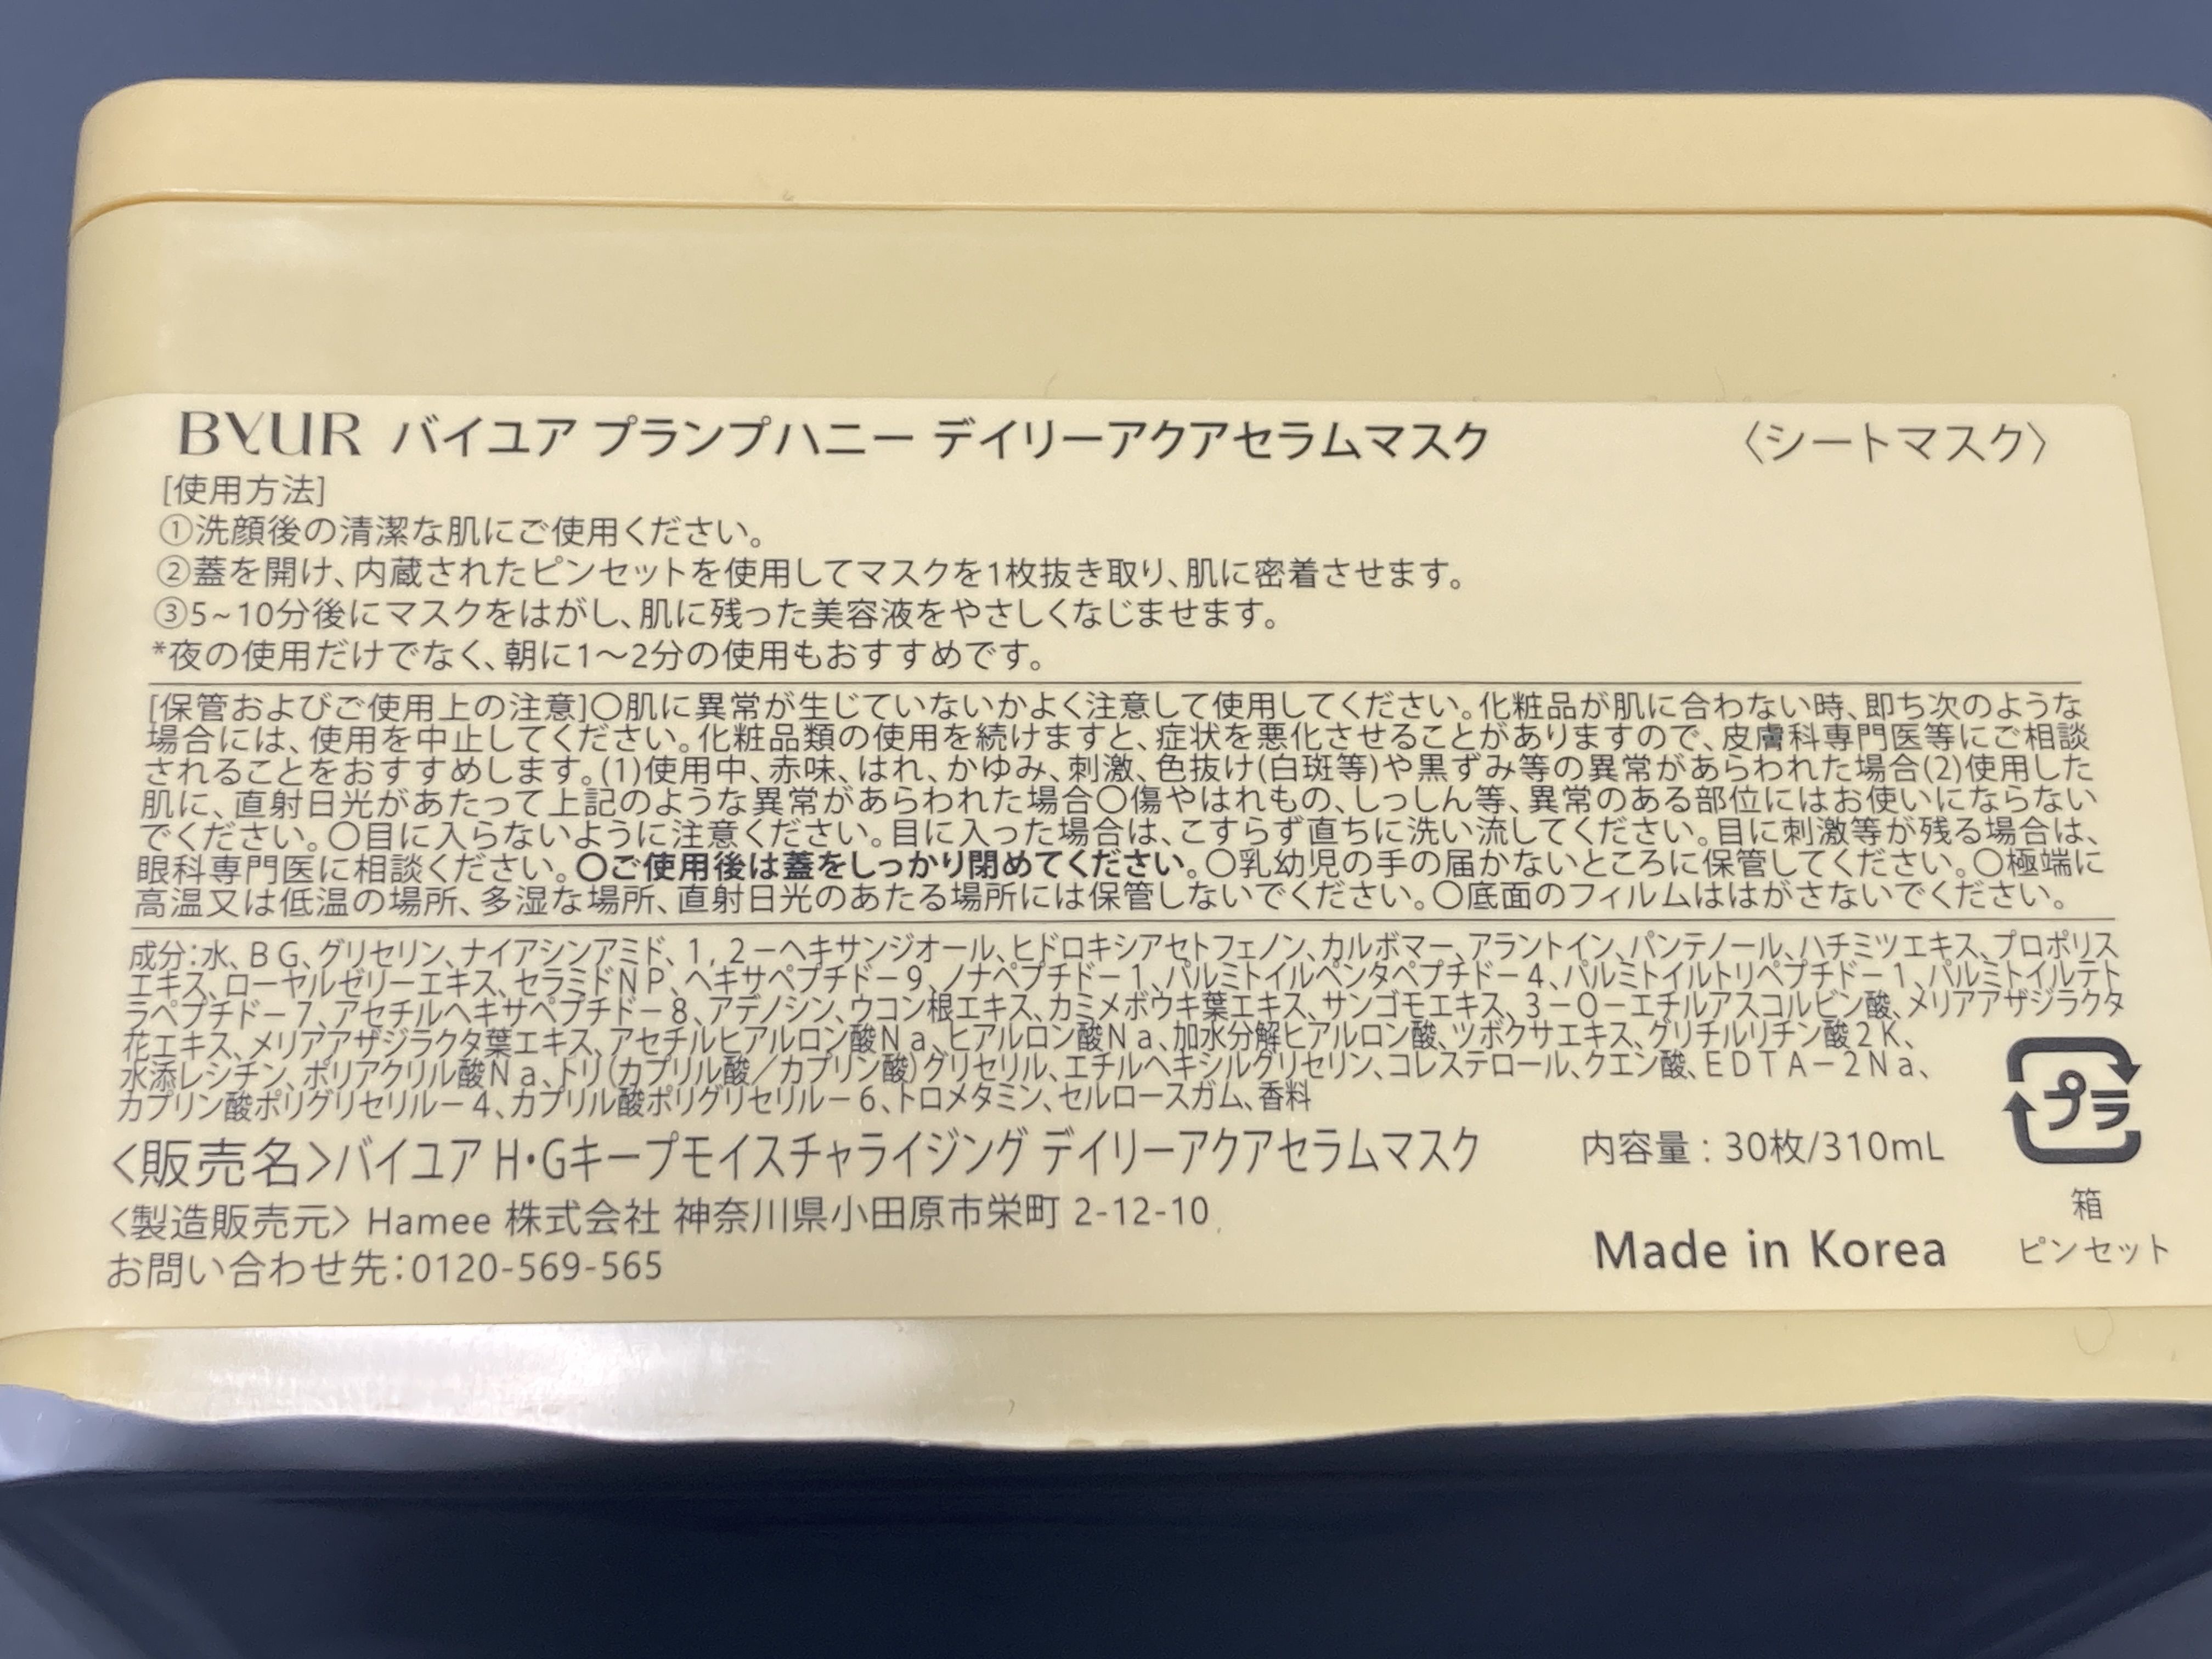 BYUR バイユア プランプハニー デイリーアクアセラムマスク 〈シートマスク〉
[使用方法]
①洗顔後の清潔な肌にご使用ください。
②蓋を開け、内蔵されたピンセットを使用してマスクを1枚抜き取り、肌に密着させます。
③5~10分後にマスクをはがし、肌に残った美容液をやさしくなじませます。
*夜の使用だけでなく、朝に1〜2分の使用もおすすめです。
[保管およびご使用上の注意]〇肌に異常が生じていないかよく注意して使用してください。化粧品が肌に合わない時、即ち次のような
場合には、使用を中止してください。化粧品類の使用を続けますと、症状を悪化させることがありますので、皮膚科専門医等にご相談
されることをおすすめします。(1)使用中、赤味、はれ、かゆみ、刺激、色抜け(白斑等)や黒ずみ等の異常があらわれた場合(2)使用した
肌に、直射日光があたって上記のような異常があらわれた場合〇傷やはれもの、しっしん等、異常のある部位にはお使いにならない
でください。〇目に入らないように注意ください。目に入った場合は、こすらず直ちに洗い流してください。目に刺激等が残る場合は、
眼科専門医に相談ください。〇ご使用後は蓋をしっかり閉めてください。〇乳幼児の手の届かないところに保管してください。〇極端に
高温又は低温の場所、多湿な場所、直射日光のあたる場所には保管しないでください。〇底面のフィルムははがさないでください。
成分:水、BG、グリセリン、ナイアシンアミド、1,2-ヘキサンジオール、ヒドロキシアセトフェノン、カルボマー、アラントイン、パンテノール、ハチミツエキス、プロポリス
エキス、ローヤルゼリーエキス、セラミドNP、ヘキサペプチド-9、ノナペプチド-1、パルミトイルペンタペプチド-4、パルミトイルトリペプチド-1、パルミトイルテト
ラペプチド-7、アセチルヘキサペプチド-8、アデノシン、ウコン根エキス、カミメボウキ葉エキス、サンゴモエキス、3-O-エチルアスコルビン酸、メリアアザジラクタ
花エキス、メリアアザジラクタ葉エキス、アセチルヒアルロン酸Na、ヒアルロン酸Na、加水分解ヒアルロン酸、ツボクサエキス、グリチルリチン酸2K、
水添レシチン、ポリアクリル酸Na、トリ(カプリル酸/カプリン酸)グリセリル、エチルヘキシルグリセリン、コレステロール、クエン酸、EDTA-2Na、
カプリン酸ポリグリセリル-4、カプリル酸ポリグリセリル-6、トロメタミン、セルロースガム、香料
プラ
<販売名>バイユア H・Gキープモイスチャライジング デイリーアクアセラムマスク 内容量:30枚/310mL
<製造販売元> Hamee 株式会社 神奈川県小田原市栄町 2-12-10
箱
お問い合わせ先:0120-569-565 Made in Korea
ピンセット